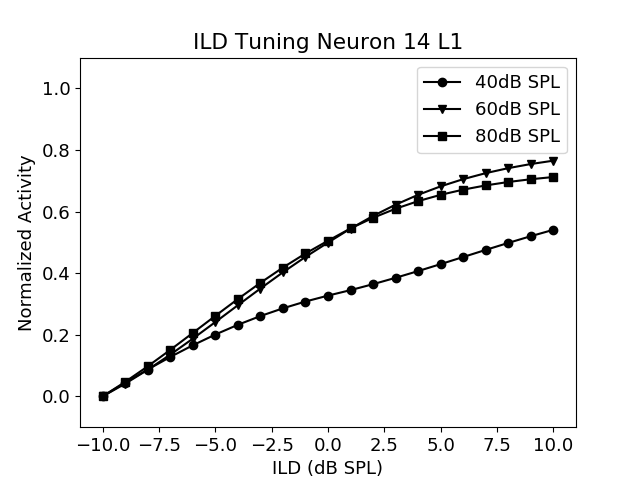 ILD Tuning Neuron 14 L1
40dB SPL
60dB SPL
80dB SPL
Normalized Activity
1.0
0.8
0.6
0.4
0.2
0.0
−10.0 −7.5 −5.0 −2.5 0.0 2.5 5.0 7.5 10.0
ILD (dB SPL)